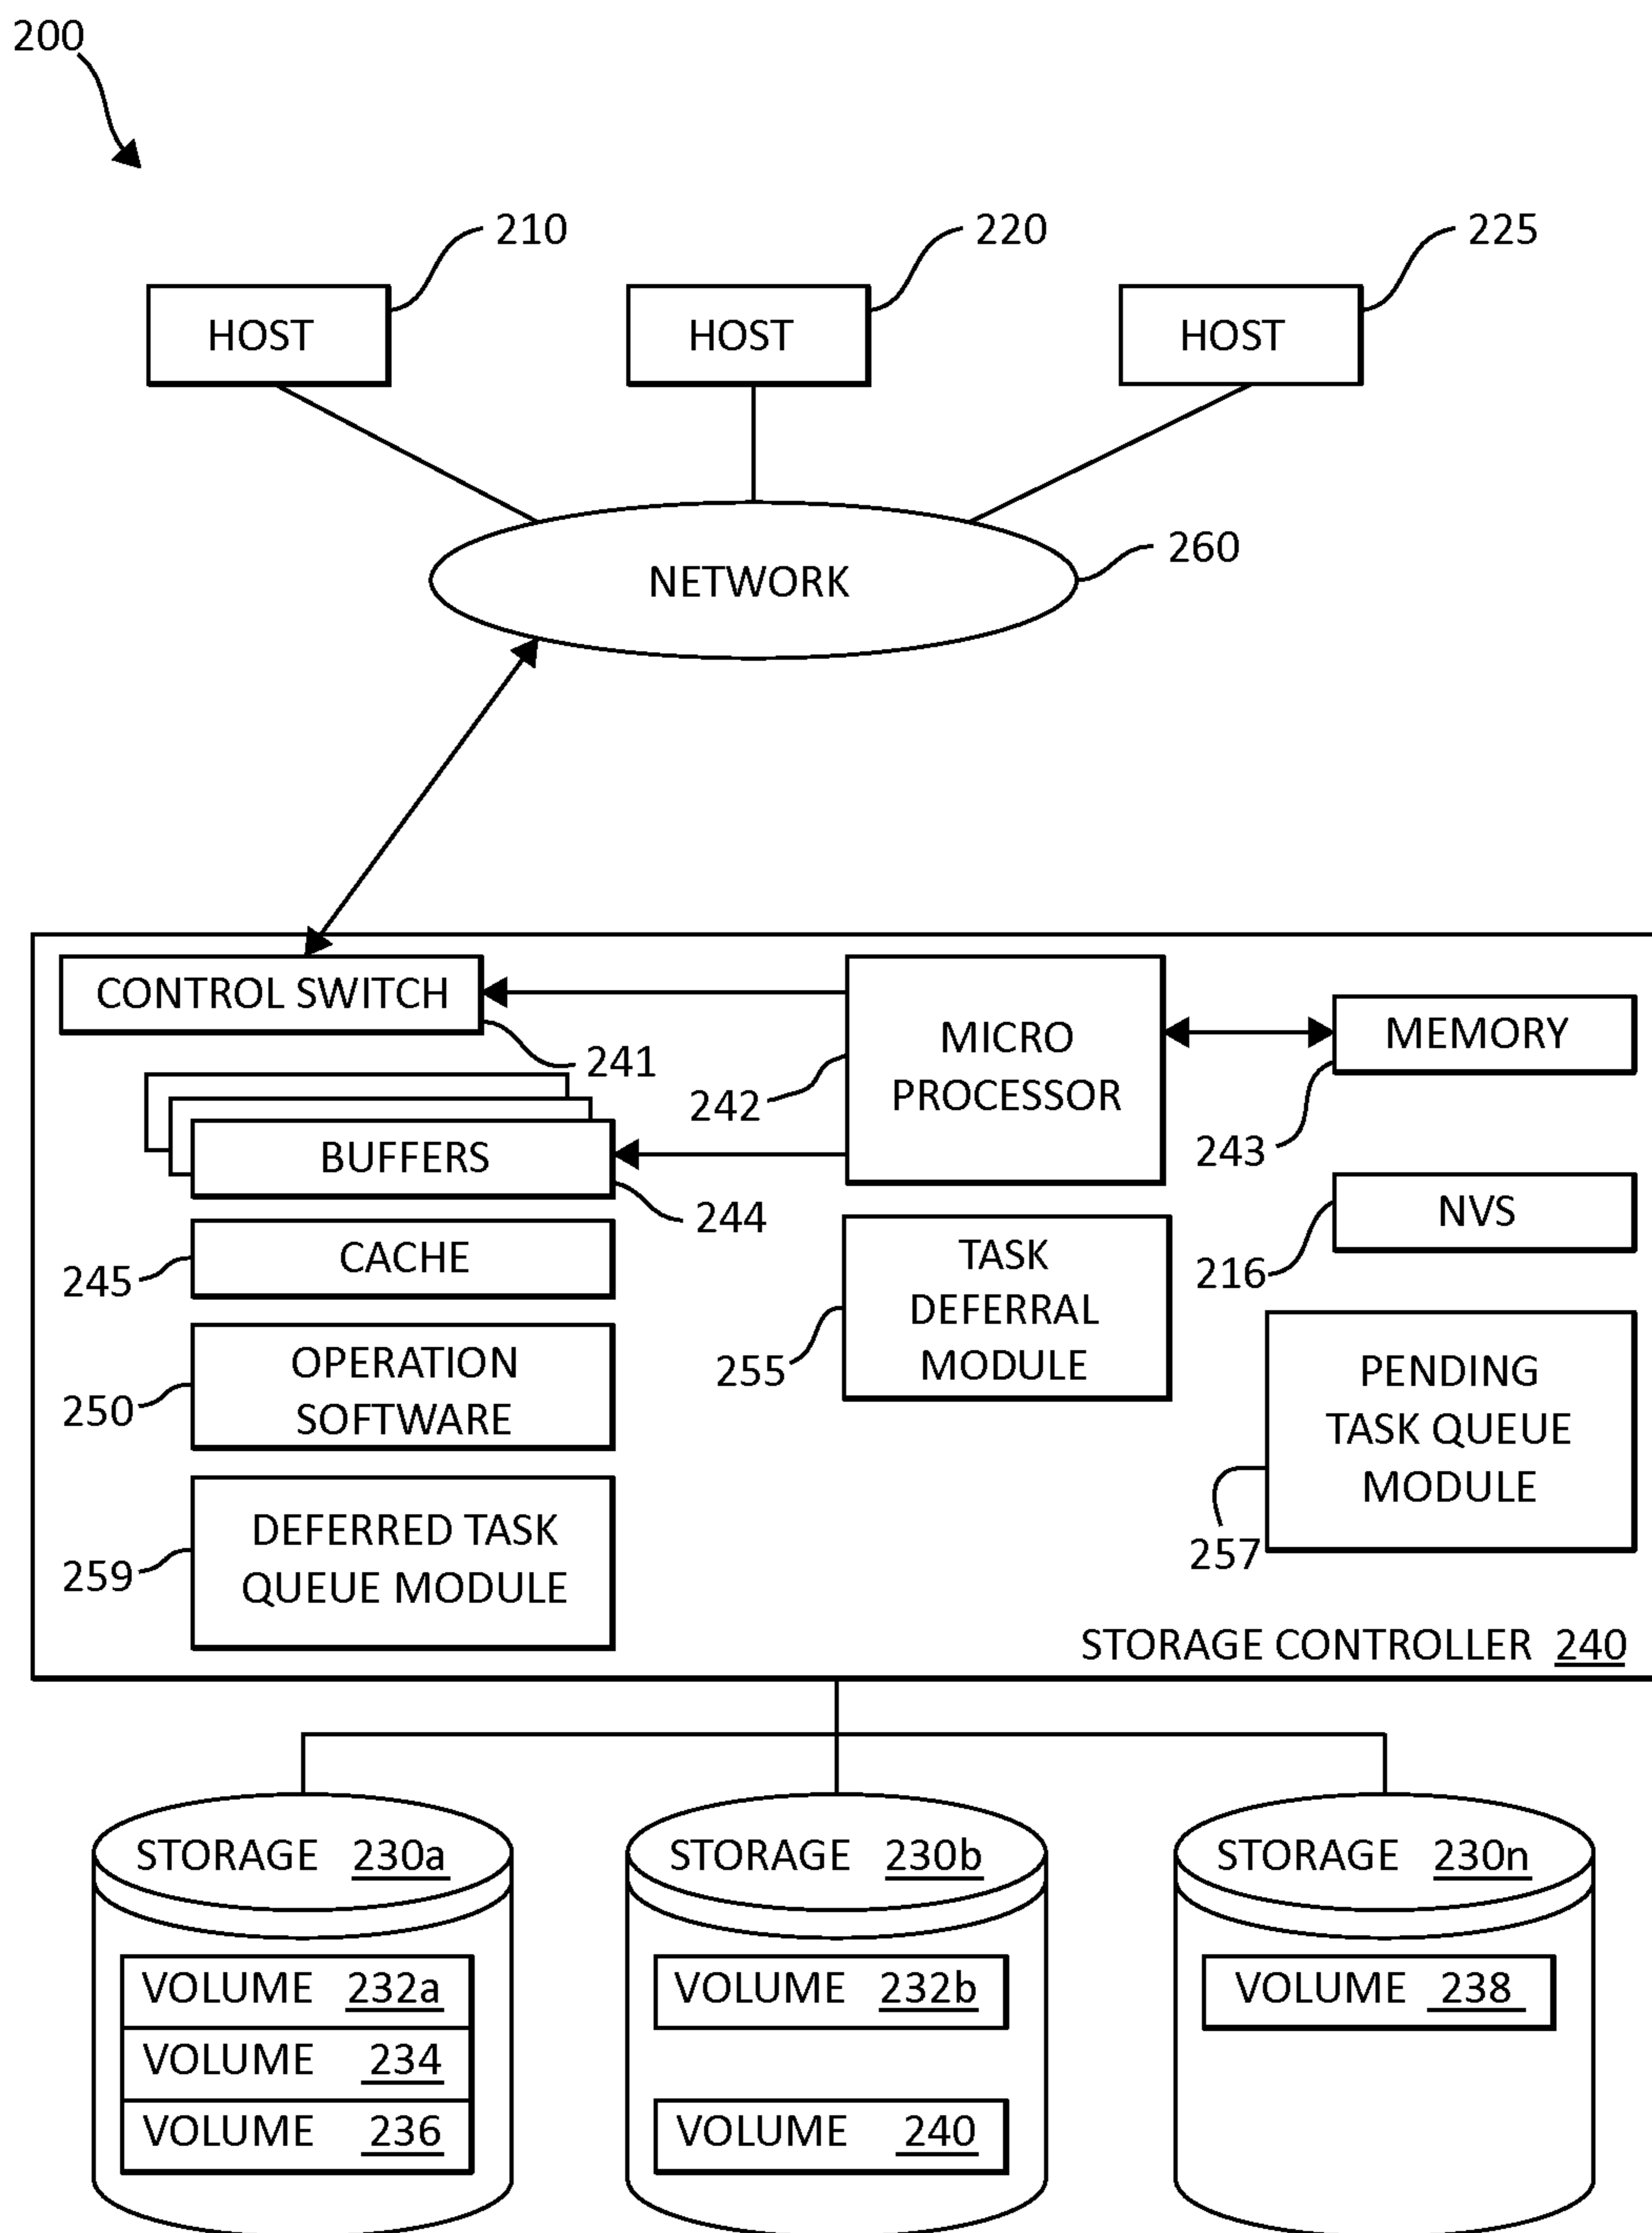 200
210
220
225
HOST
HOST
HOST
260
NETWORK
CONTROL SWITCH
241
MICRO
PROCESSOR
242
MEMORY
243
BUFFERS
244
NVS
216
CACHE
245
TASK
DEFERRAL
MODULE
255
OPERATION
SOFTWARE
250
PENDING
TASK QUEUE
MODULE
257
DEFERRED TASK
QUEUE MODULE
259
STORAGE CONTROLLER 240
STORAGE 230a
VOLUME 232a
VOLUME 234
VOLUME 236
STORAGE 230b
VOLUME 232b
VOLUME 240
STORAGE 230n
VOLUME 238